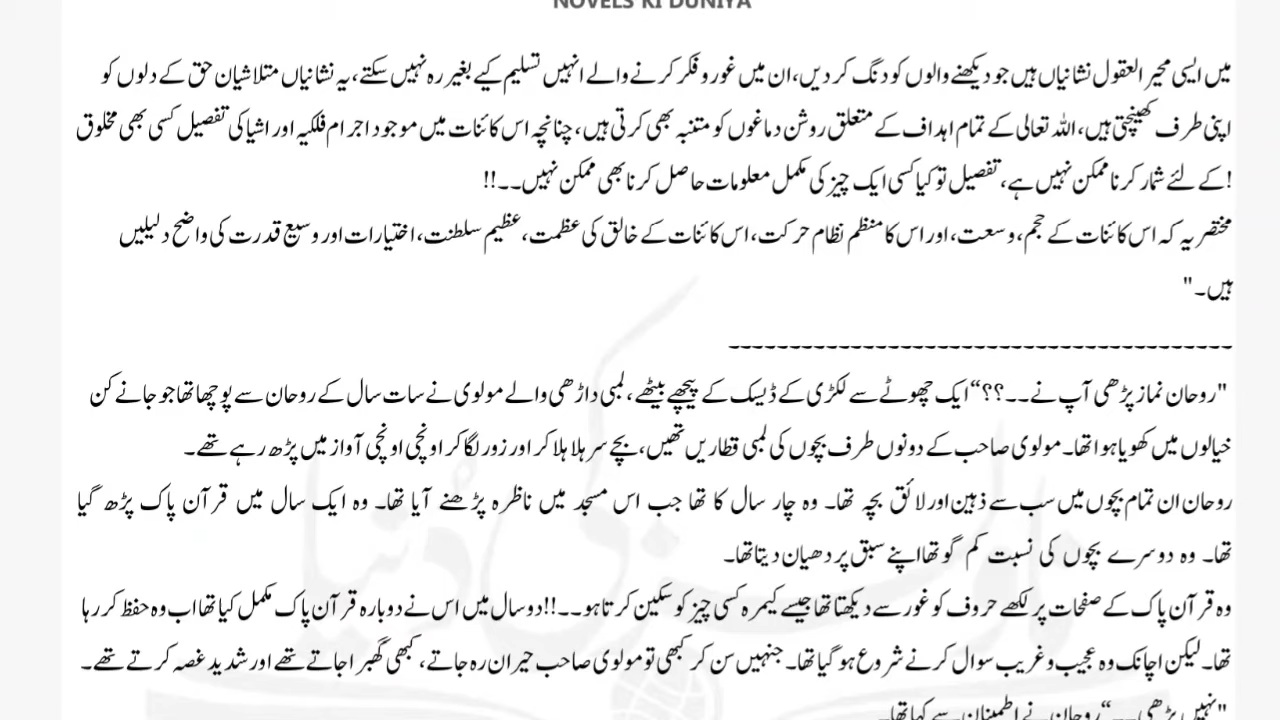 NOVELS KI DUNIYA
میں ایسی محیر العقول نشانیاں ہیں جو دیکھنے والوں کو دنگ کر دیں، ان میں غور و فکر کرنے والے انہیں تسلیم کیے بغیر رہ نہیں سکتے، یہ نشانیاں متلاشیان حق کے دلوں کو
اپنی طرف کھینچتی ہیں، اللہ تعالی کے تمام اہداف کے متعلق روشن دماغوں کو متنبہ بھی کرتی ہیں، چنانچہ اس کائنات میں موجود اجرام فلکیہ اور اشیا کی تفصیل کسی بھی مخلوق
!کے لئے شمار کرنا ممکن نہیں ہے، تفصیل تو کیا کسی ایک چیز کی مکمل معلومات حاصل کرنا بھی ممکن نہیں۔۔!!
مختصر یہ کہ اس کائنات کے حجم، وسعت، اور اس کا منظم نظام حرکت، اس کائنات کے خالق کی عظمت، عظیم سلطنت، اختیارات اور وسیع قدرت کی واضح دلیلیں
ہیں۔"
----------------------------------------
"روحان نماز پڑھی آپ نے۔۔؟؟“ ایک چھوٹے سے لکڑی کے ڈیسک کے پیچھے بیٹھے، لمبی داڑھی والے مولوی نے سات سال کے روحان سے پوچھا تھا جو جانے کن
خیالوں میں کھویا ہوا تھا۔ مولوی صاحب کے دونوں طرف بچوں کی لمبی قطاریں تھیں، بچے سر ہلا ہلا کر اور زور لگا کر اونچی اونچی آواز میں پڑھ رہے تھے۔
روحان ان تمام بچوں میں سب سے ذہین اور لائق بچہ تھا۔ وہ چار سال کا تھا جب اس مسجد میں ناظرہ پڑھنے آیا تھا۔ وہ ایک سال میں قرآن پاک پڑھ گیا
تھا۔ وہ دوسرے بچوں کی نسبت کم گو تھا اپنے سبق پر دھیان دیتا تھا۔
وہ قرآن پاک کے صفحات پر لکھے حروف کو غور سے دیکھتا تھا جیسے کیمرہ کسی چیز کو سکین کرتا ہو۔۔!! دو سال میں اس نے دوبارہ قرآن پاک مکمل کیا تھا اب وہ حفظ کر رہا
تھا۔ لیکن اچانک وہ عجیب و غریب سوال کرنے شروع ہو گیا تھا۔ جنہیں سن کر کبھی تو مولوی صاحب حیران رہ جاتے، کبھی گھبرا جاتے تھے اور شدید غصہ کرتے تھے۔
"نہیں پڑھی۔۔“ روحان نے اطمینان سے کہا تھا۔
ناولز کی دنیا